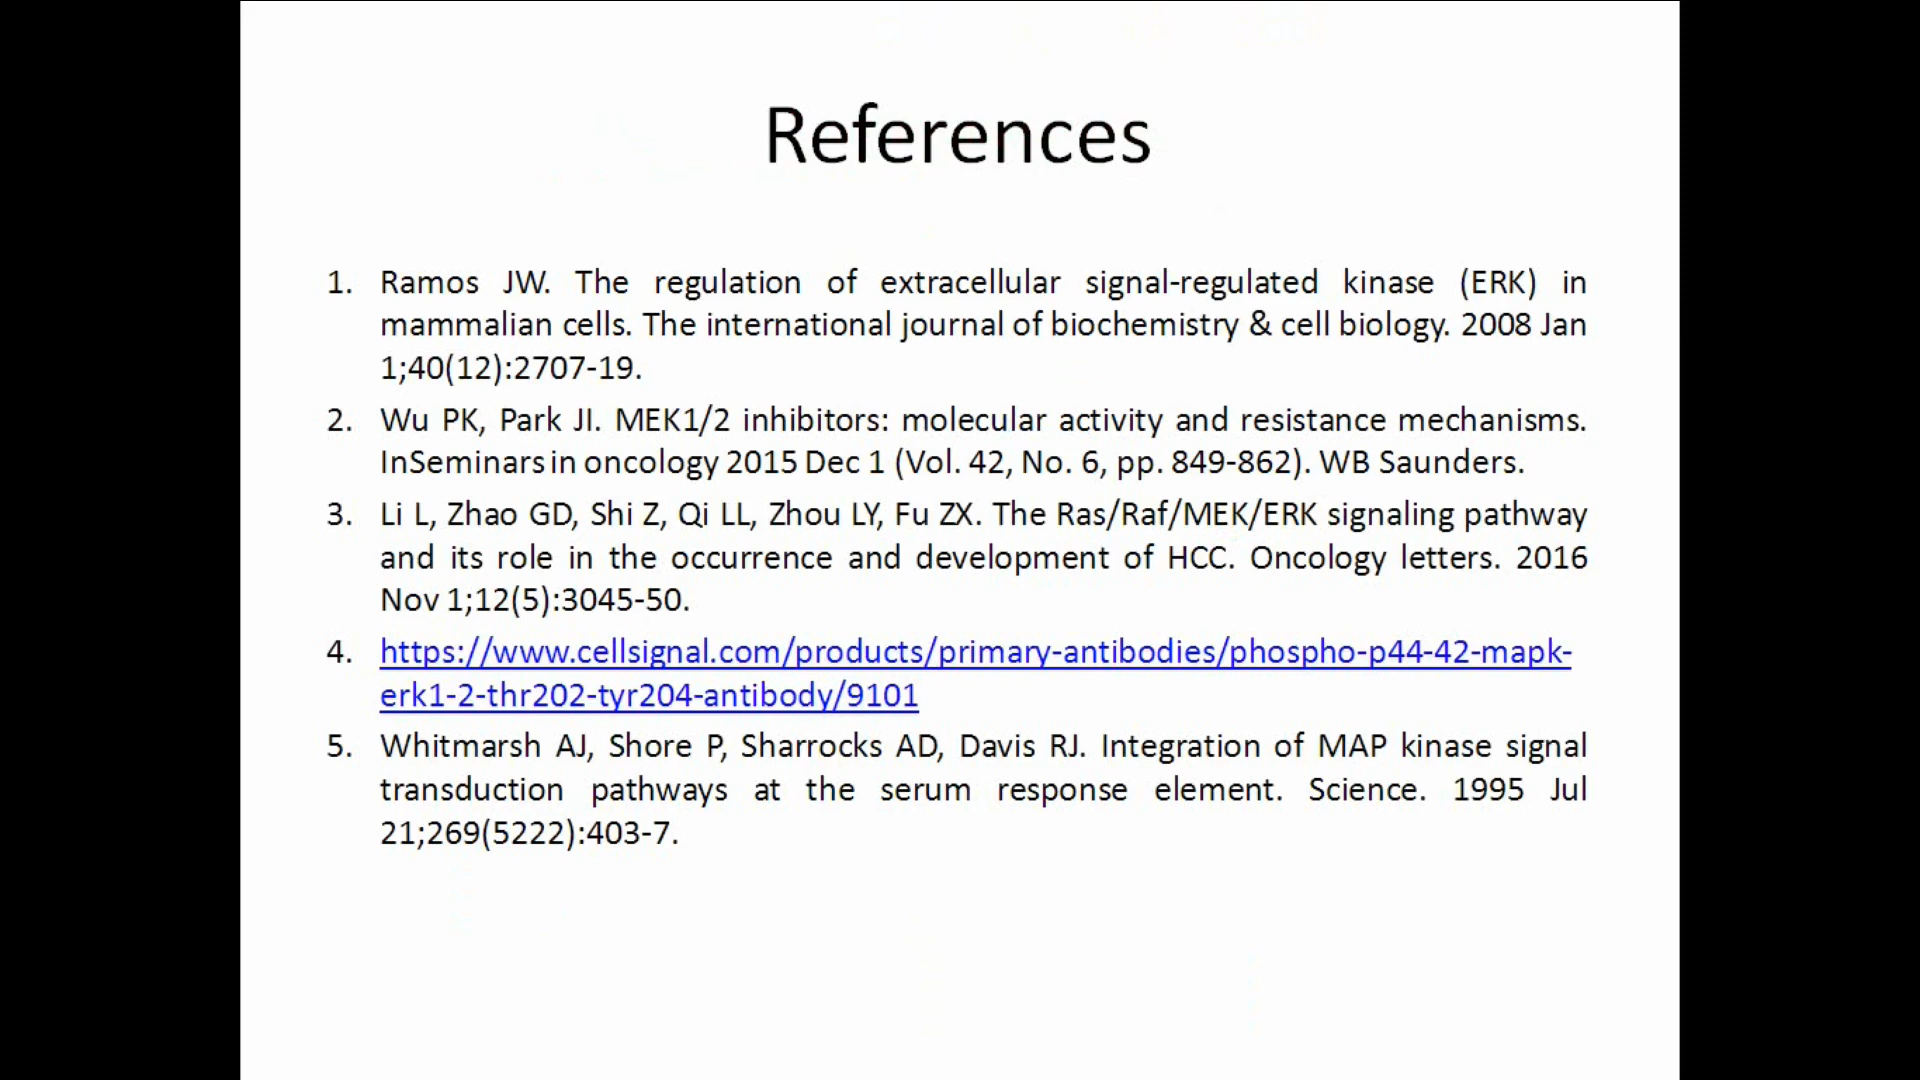 References
1. Ramos JW. The regulation of extracellular signal-regulated kinase (ERK) in
mammalian cells. The international journal of biochemistry & cell biology. 2008 Jan
1;40(12):2707-19.
2. Wu PK, Park JI. MEK1/2 inhibitors: molecular activity and resistance mechanisms.
InSeminars in oncology 2015 Dec 1 (Vol. 42, No. 6, pp. 849-862). WB Saunders.
3. Li L, Zhao GD, Shi Z, Qi LL, Zhou LY, Fu ZX. The Ras/Raf/MEK/ERK signaling pathway
and its role in the occurrence and development of HCC. Oncology letters. 2016
Nov 1;12(5):3045-50.
4. https://www.cellsignal.com/products/primary-antibodies/phospho-p44-42-mapk-
erk1-2-thr202-tyr204-antibody/9101
5. Whitmarsh AJ, Shore P, Sharrocks AD, Davis RJ. Integration of MAP kinase signal
transduction pathways at the serum response element. Science. 1995 Jul
21;269(5222):403-7.